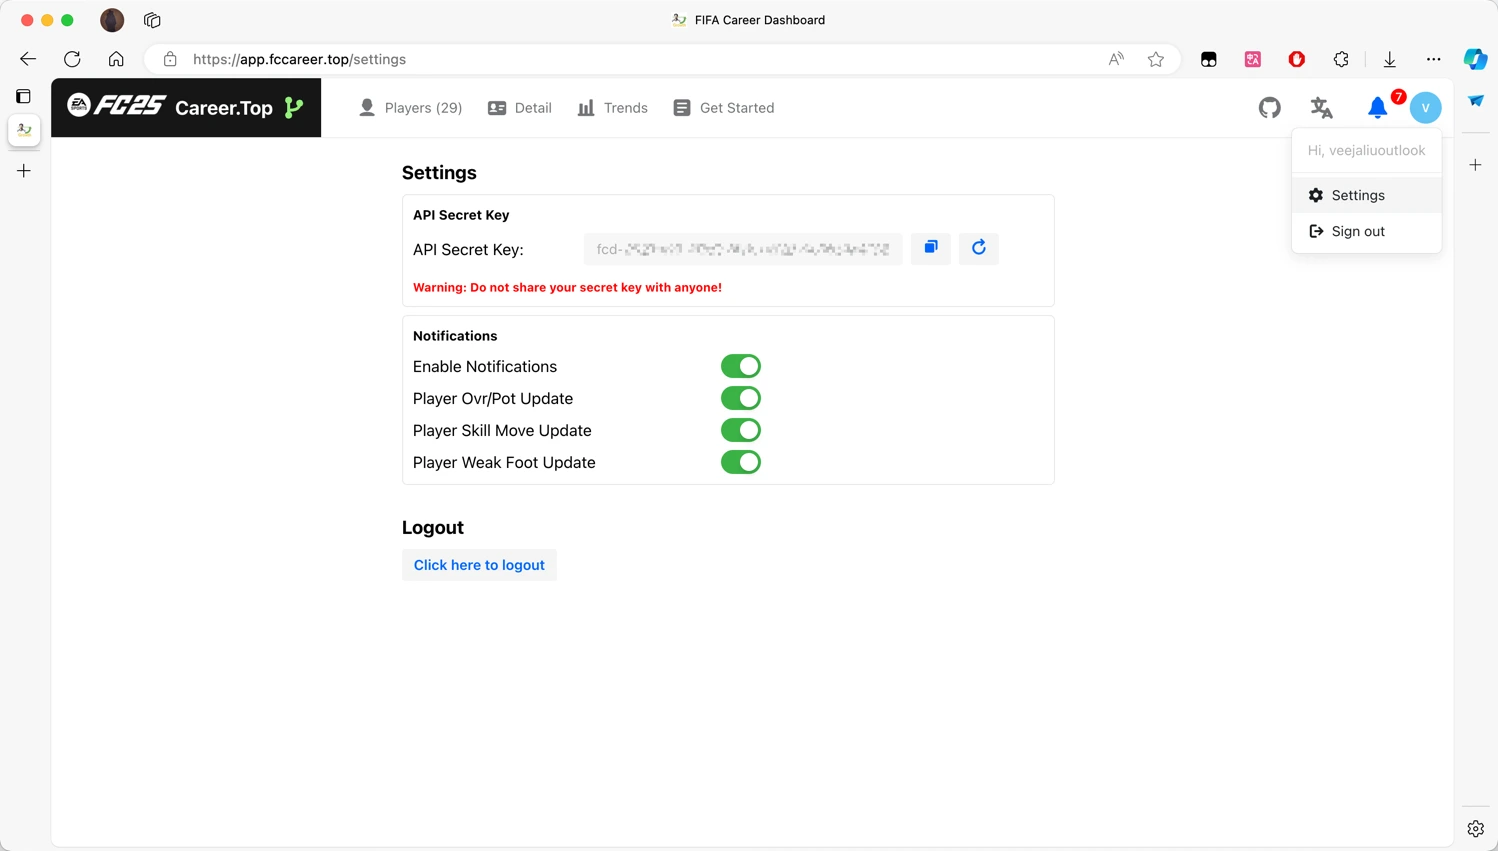 FIFA Career Dashboard
https://app.fccareer.top/settings
EA SPORTS FC25 Career.Top
Players (29)
Detail
Trends
Get Started
7
V
Hi, veejaliuoutlook
Settings
Sign out
Settings
API Secret Key
API Secret Key:
fcd-
Warning: Do not share your secret key with anyone!
Notifications
Enable Notifications
Player Ovr/Pot Update
Player Skill Move Update
Player Weak Foot Update
Logout
Click here to logout